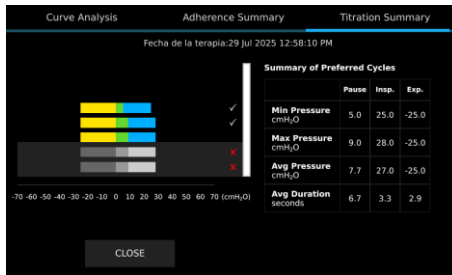 Curve Analysis
Adherence Summary
Titration Summary
Fecha de la terapia:29 Jul 2025 12:58:10 PM
-70 -60 -50 -40 -30 -20 -10 0 10 20 30 40 50 60 70 (cmH₂O)
CLOSE
Summary of Preferred Cycles
Pause Insp. Exp.
Min Pressure 5.0 25.0 -25.0
cmH₂O
Max Pressure 9.0 28.0 -25.0
cmH₂O
Avg Pressure 7.7 27.0 -25.0
cmH₂O
Avg Duration 6.7 3.3 2.9
seconds